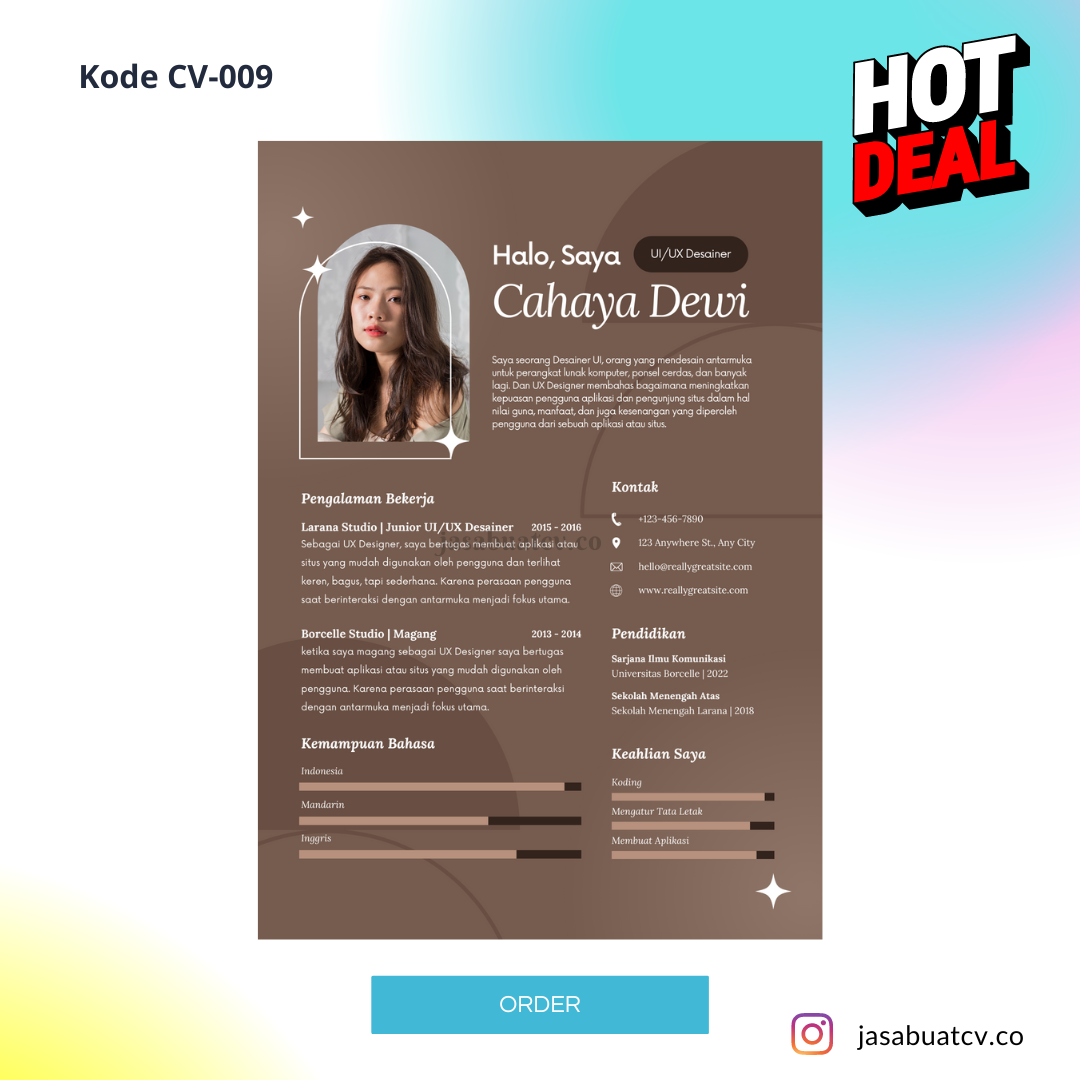 Kode CV-009
HOT
DEAL
Halo, Saya
UI/UX Desainer
Cahaya Dewi
Saya seorang Desainer UI, orang yang mendesain antarmuka
untuk perangkat lunak komputer, ponsel cerdas, dan banyak
lagi. Dan UX Designer membahas bagaimana meningkatkan
kepuasan pengguna aplikasi dan pengunjung situs dalam hal
nilai guna, manfaat, dan juga kesenangan yang diperoleh
pengguna dari sebuah aplikasi atau situs.
Pengalaman Bekerja
Larana Studio | Junior UI/UX Desainer 2015 - 2016
Sebagai UX Designer, saya bertugas membuat aplikasi atau
situs yang mudah digunakan oleh pengguna dan terlihat
keren, bagus, tapi sederhana. Karena perasaan pengguna
saat berinteraksi dengan antarmuka menjadi fokus utama.
jasabuatcv.co
Borcelle Studio | Magang 2013 - 2014
ketika saya magang sebagai UX Designer saya bertugas
membuat aplikasi atau situs yang mudah digunakan oleh
pengguna. Karena perasaan pengguna saat berinteraksi
dengan antarmuka menjadi fokus utama.
Kemampuan Bahasa
Indonesia
Mandarin
Inggris
Kontak
+123-456-7890
123 Anywhere St., Any City
hello@reallygreatsite.com
www.reallygreatsite.com
Pendidikan
Sarjana Ilmu Komunikasi
Universitas Borcelle | 2022
Sekolah Menengah Atas
Sekolah Menengah Larana | 2018
Keahlian Saya
Koding
Mengatur Tata Letak
Membuat Aplikasi
ORDER
jasabuatcv.co